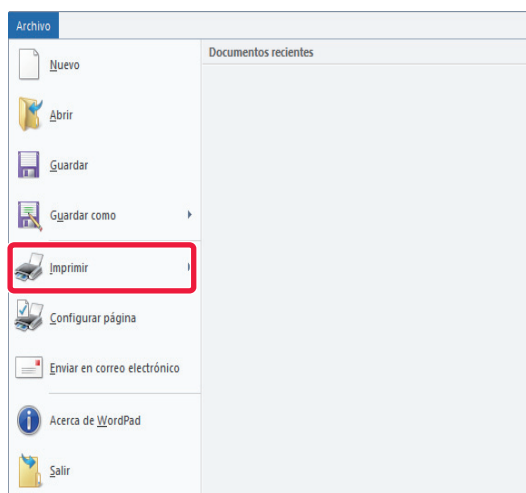 Archivo
Documentos recientes
Nuevo
Abrir
Guardar
Guardar como
Imprimir
Configurar página
Enviar en correo electrónico
Acerca de WordPad
Salir